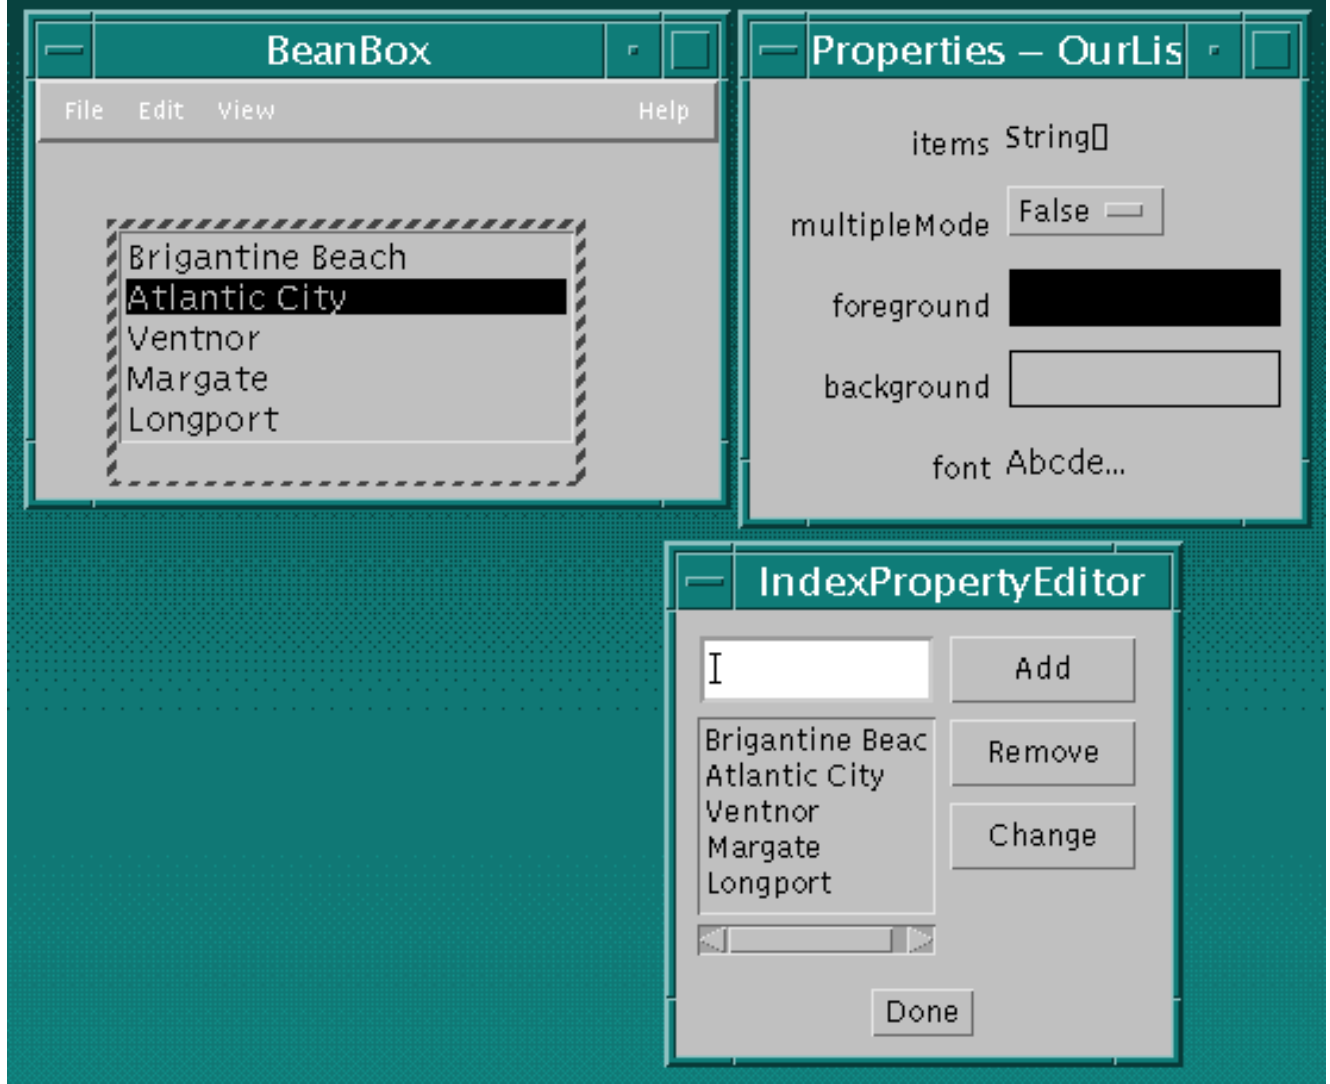 BeanBox
File Edit View Help
Brigantine Beach
Atlantic City
Ventnor
Margate
Longport
Properties – OurLis
items String[]
multipleMode False
foreground
background
font Abcde...
IndexPropertyEditor
Add
Brigantine Beac
Atlantic City
Ventnor
Margate
Longport
Remove
Change
Done